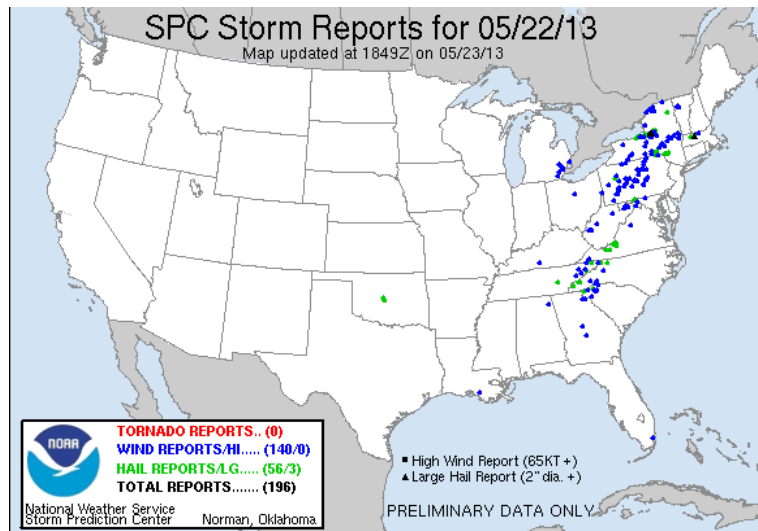 SPC Storm Reports for 05/22/13
Map updated at 1849Z on 05/23/13
NOAA
TORNADO REPORTS.. (0)
WIND REPORTS/HI..... (140/0)
HAIL REPORTS/LG..... (56/3)
TOTAL REPORTS....... (196)
National Weather Service
Storm Prediction Center Norman, Oklahoma
High Wind Report (65KT +)
Large Hail Report (2" dia. +)
PRELIMINARY DATA ONLY